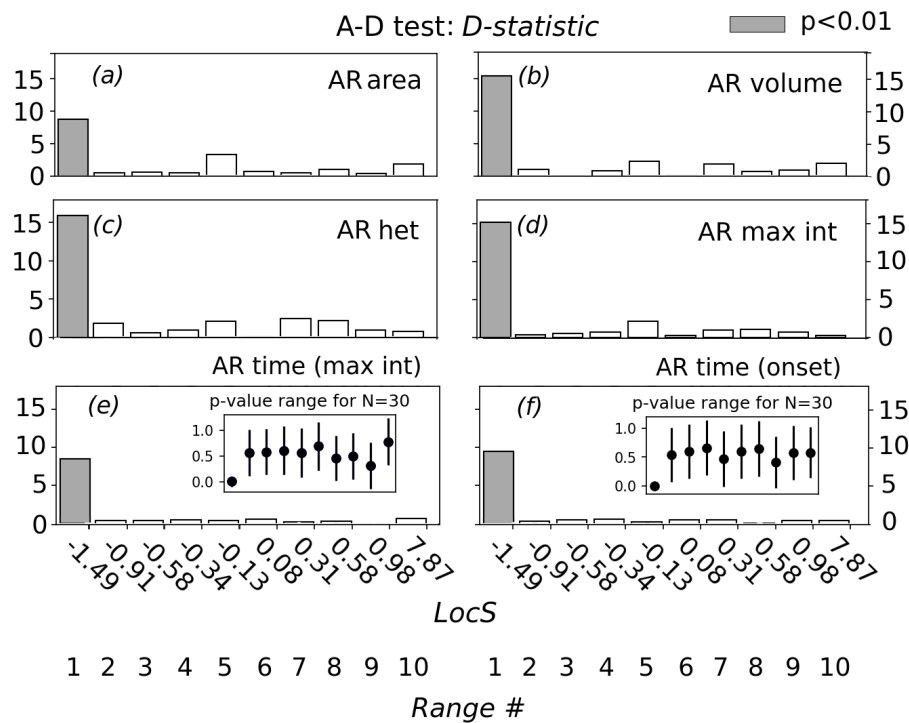 A-D test: D-statistic
p<0.01
(a) AR area
(b) AR volume
15 10 5 0
15 10 5 0
(c) AR het
(d) AR max int
15 10 5 0
15 10 5 0
AR time (max int)
AR time (onset)
(e) p-value range for N=30
1.0 0.5 0.0
(f) p-value range for N=30
1.0 0.5 0.0
15 10 5 0
15 10 5 0
-1.49 -0.91 -0.58 -0.34 -0.13 0.08 0.31 0.58 0.98 7.87
-1.49 -0.91 -0.58 -0.34 -0.13 0.08 0.31 0.58 0.98 7.87
LocS
1 2 3 4 5 6 7 8 9 10
1 2 3 4 5 6 7 8 9 10
Range #